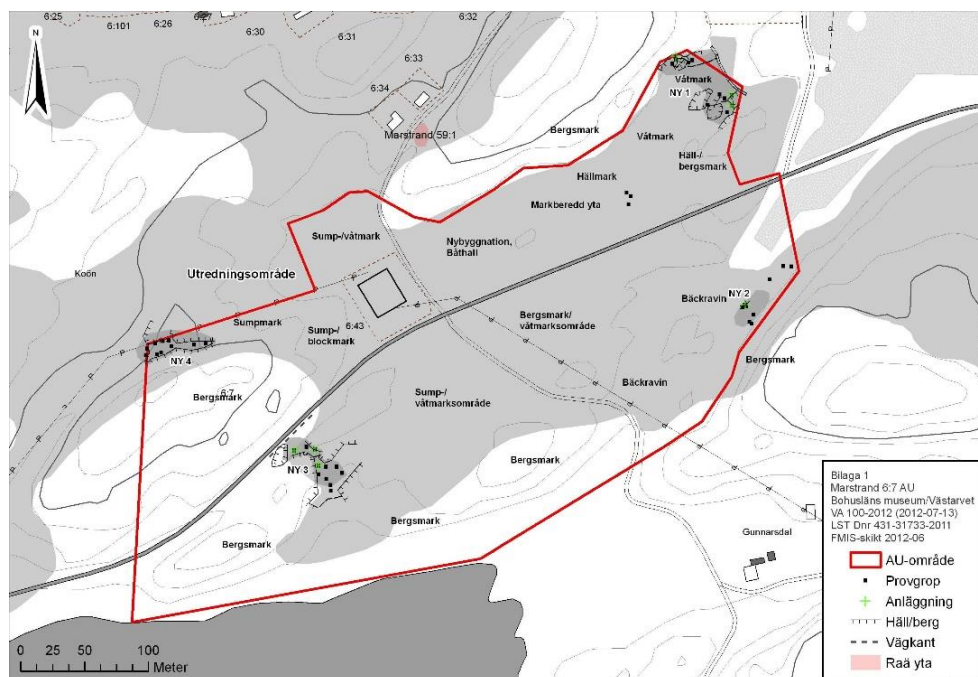 6:25
6:26
6:27
6:101
6:30
6:31
6:32
6:33
6:34
N
Marstrand 59:1
Bergsmark
Våtmark
NY 1
Våtmark
Häll-/
bergsmark
Hällmark
Markberedd yta
Sump-/våtmark
Nybyggnation,
Båthall
Utredningsområde
Koön
Sumpmark
Sump-/
blockmark
6:43
NY 2
Bäckravin
Bergsmark/
våtmarksområde
Bergsmark
NY 4
Bergsmark
6:7
Bäckravin
Sump-/
våtmarksområde
NY 3
Bergsmark
Bergsmark
Bergsmark
Gunnarsdal
0 25 50 100
Meter
Bilaga 1
Marstrand 6:7 AU
Bohusläns museum/Västarvet
VA 100-2012 (2012-07-13)
LST Dnr 431-31733-2011
FMIS-skikt 2012-06
AU-område
Provgrop
Anläggning
Häll/berg
Vägkant
Raä yta